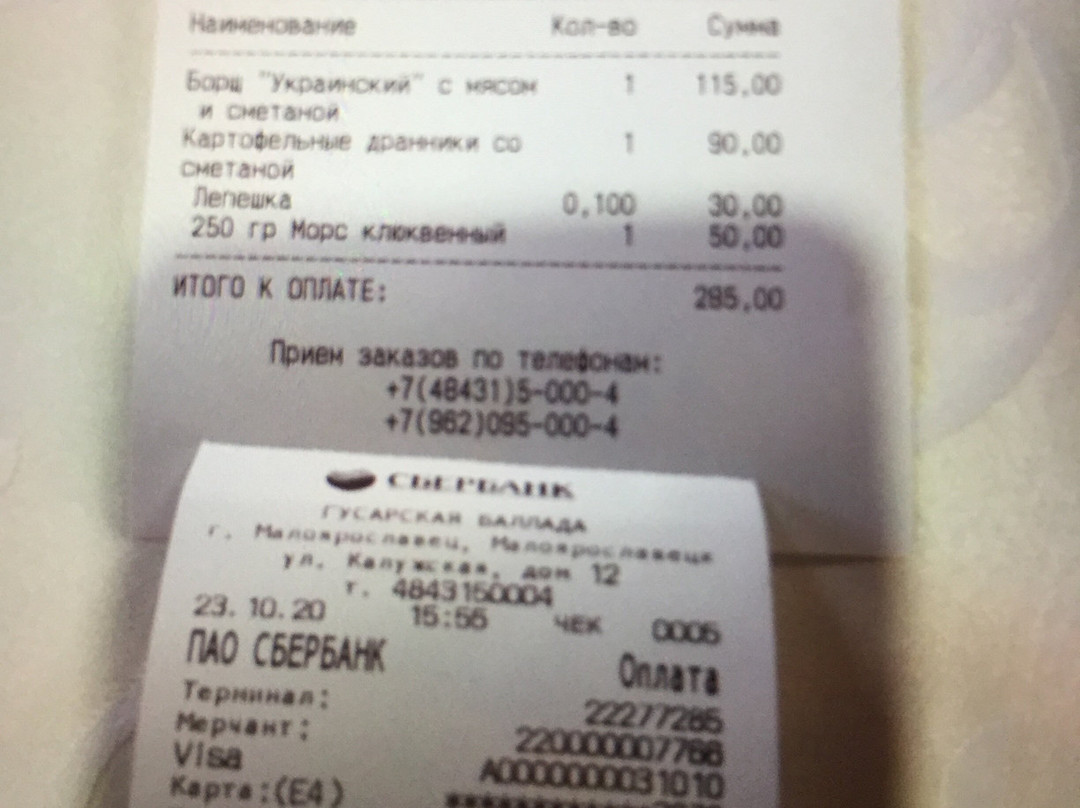 Наименование Кол-во Сумма
Борщ "Украинский" с мясом 1 115,00
и сметаной
Картофельные дранники со 1 90,00
сметаной
Лепешка 0,100 30,00
250 гр Морс клюквенный 1 50,00
ИТОГО К ОПЛАТЕ: 285,00
Прием заказов по телефонам:
+7(48431)5-000-4
+7(962)095-000-4
СБЕРБАНК
ГУСАРСКАЯ БАЛЛАДА
г. Малоярославец, Малоярославецк
ул. Калужская, дом 12
т. 4843150004
23.10.20 15:55 ЧЕК 0005
ПАО СБЕРБАНК Оплата
Терминал: 22277285
Мерчант: 220000007766
Visa A0000000031010
Карта:(E4)